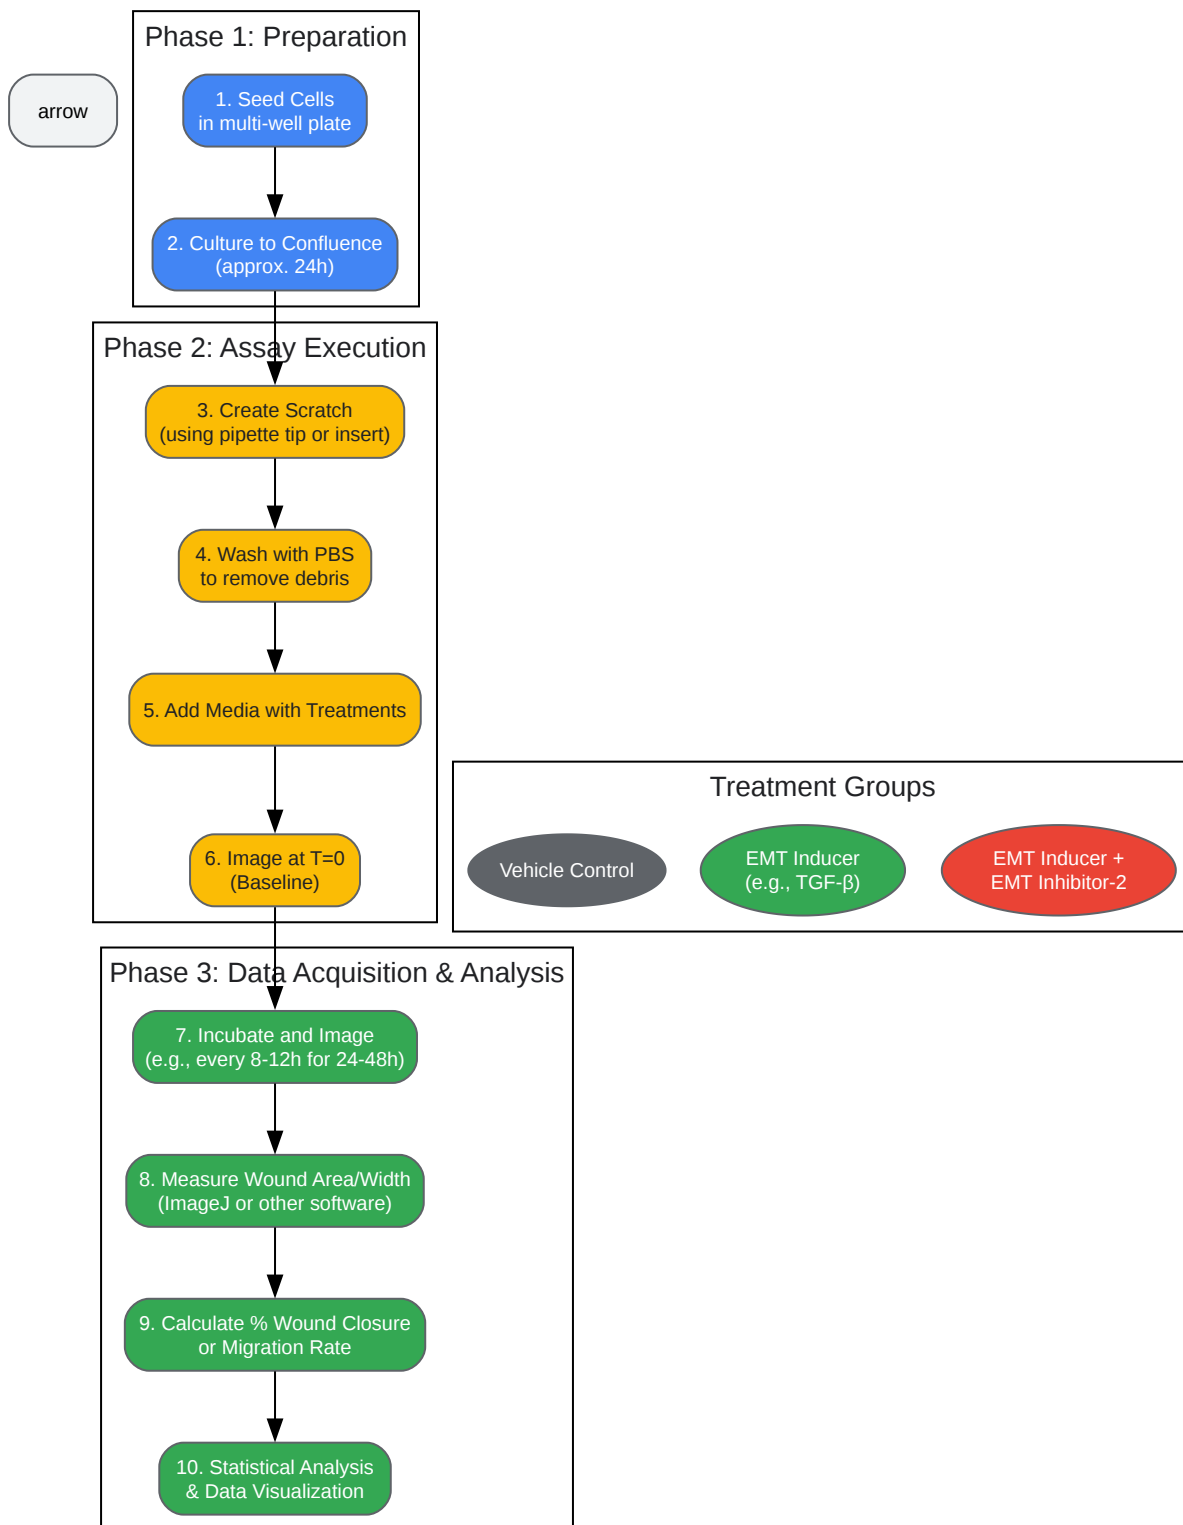 Phase 1: Preparation
arrow
1. Seed Cells
in multi-well plate
2. Culture to Confluence
(approx. 24h)
Phase 2: Assay Execution
3. Create Scratch
(using pipette tip or insert)
4. Wash with PBS
to remove debris
5. Add Media with Treatments
Treatment Groups
6. Image at T=0
(Baseline)
Vehicle Control
EMT Inducer
(e.g., TGF-β)
EMT Inducer +
EMT Inhibitor-2
Phase 3: Data Acquisition & Analysis
7. Incubate and Image
(e.g., every 8-12h for 24-48h)
8. Measure Wound Area/Width
(ImageJ or other software)
9. Calculate % Wound Closure
or Migration Rate
10. Statistical Analysis
& Data Visualization